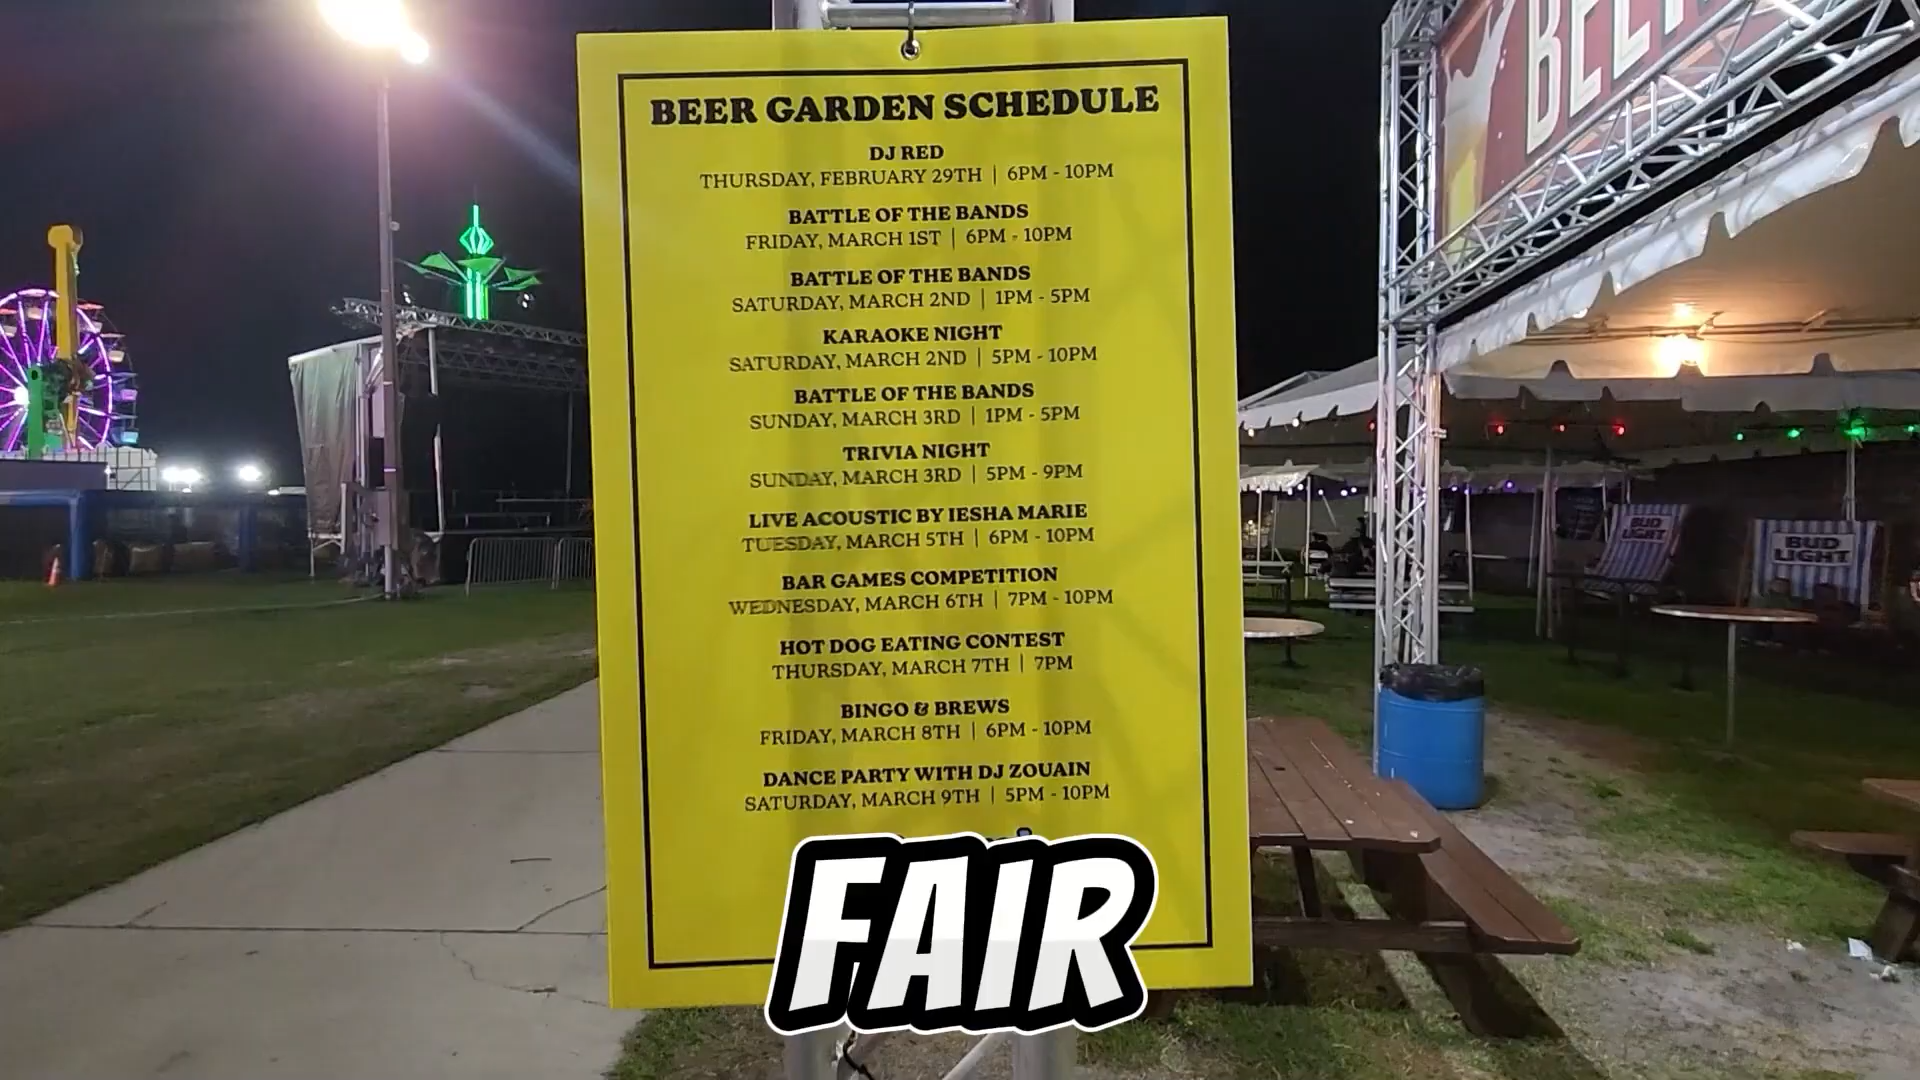 BEER GARDEN SCHEDULE
DJ RED
THURSDAY, FEBRUARY 29TH | 6PM - 10PM
BATTLE OF THE BANDS
FRIDAY, MARCH 1ST | 6PM - 10PM
BATTLE OF THE BANDS
SATURDAY, MARCH 2ND | 1PM - 5PM
KARAOKE NIGHT
SATURDAY, MARCH 2ND | 5PM - 10PM
BATTLE OF THE BANDS
SUNDAY, MARCH 3RD | 1PM - 5PM
TRIVIA NIGHT
SUNDAY, MARCH 3RD | 5PM - 9PM
LIVE ACOUSTIC BY IESHA MARIE
TUESDAY, MARCH 5TH | 6PM - 10PM
BAR GAMES COMPETITION
WEDNESDAY, MARCH 6TH | 7PM - 10PM
HOT DOG EATING CONTEST
THURSDAY, MARCH 7TH | 7PM
BINGO & BREWS
FRIDAY, MARCH 8TH | 6PM - 10PM
DANCE PARTY WITH DJ ZOUAIN
SATURDAY, MARCH 9TH | 5PM - 10PM
FAIR
BUD
LIGHT
BUD
LIGHT